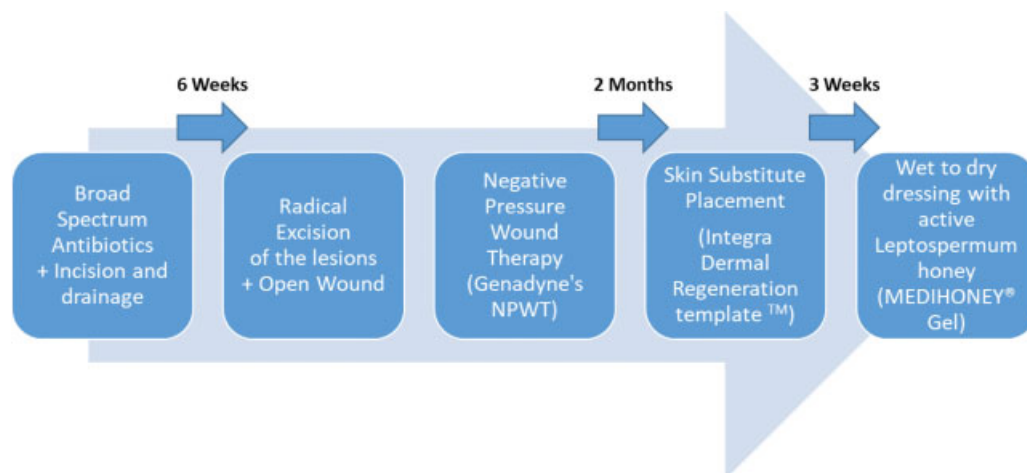 6 Weeks
2 Months
3 Weeks
Broad
Spectrum
Antibiotics
+ Incision and
drainage
Radical
Excision
of the lesions
+ Open Wound
Negative
Pressure
Wound
Therapy
(Genadyne's
NPWT)
Skin Substitute
Placement
(Integra
Dermal
Regeneration
template ™)
Wet to dry
dressing with
active
Leptospermum
honey
(MEDIHONEY®
Gel)